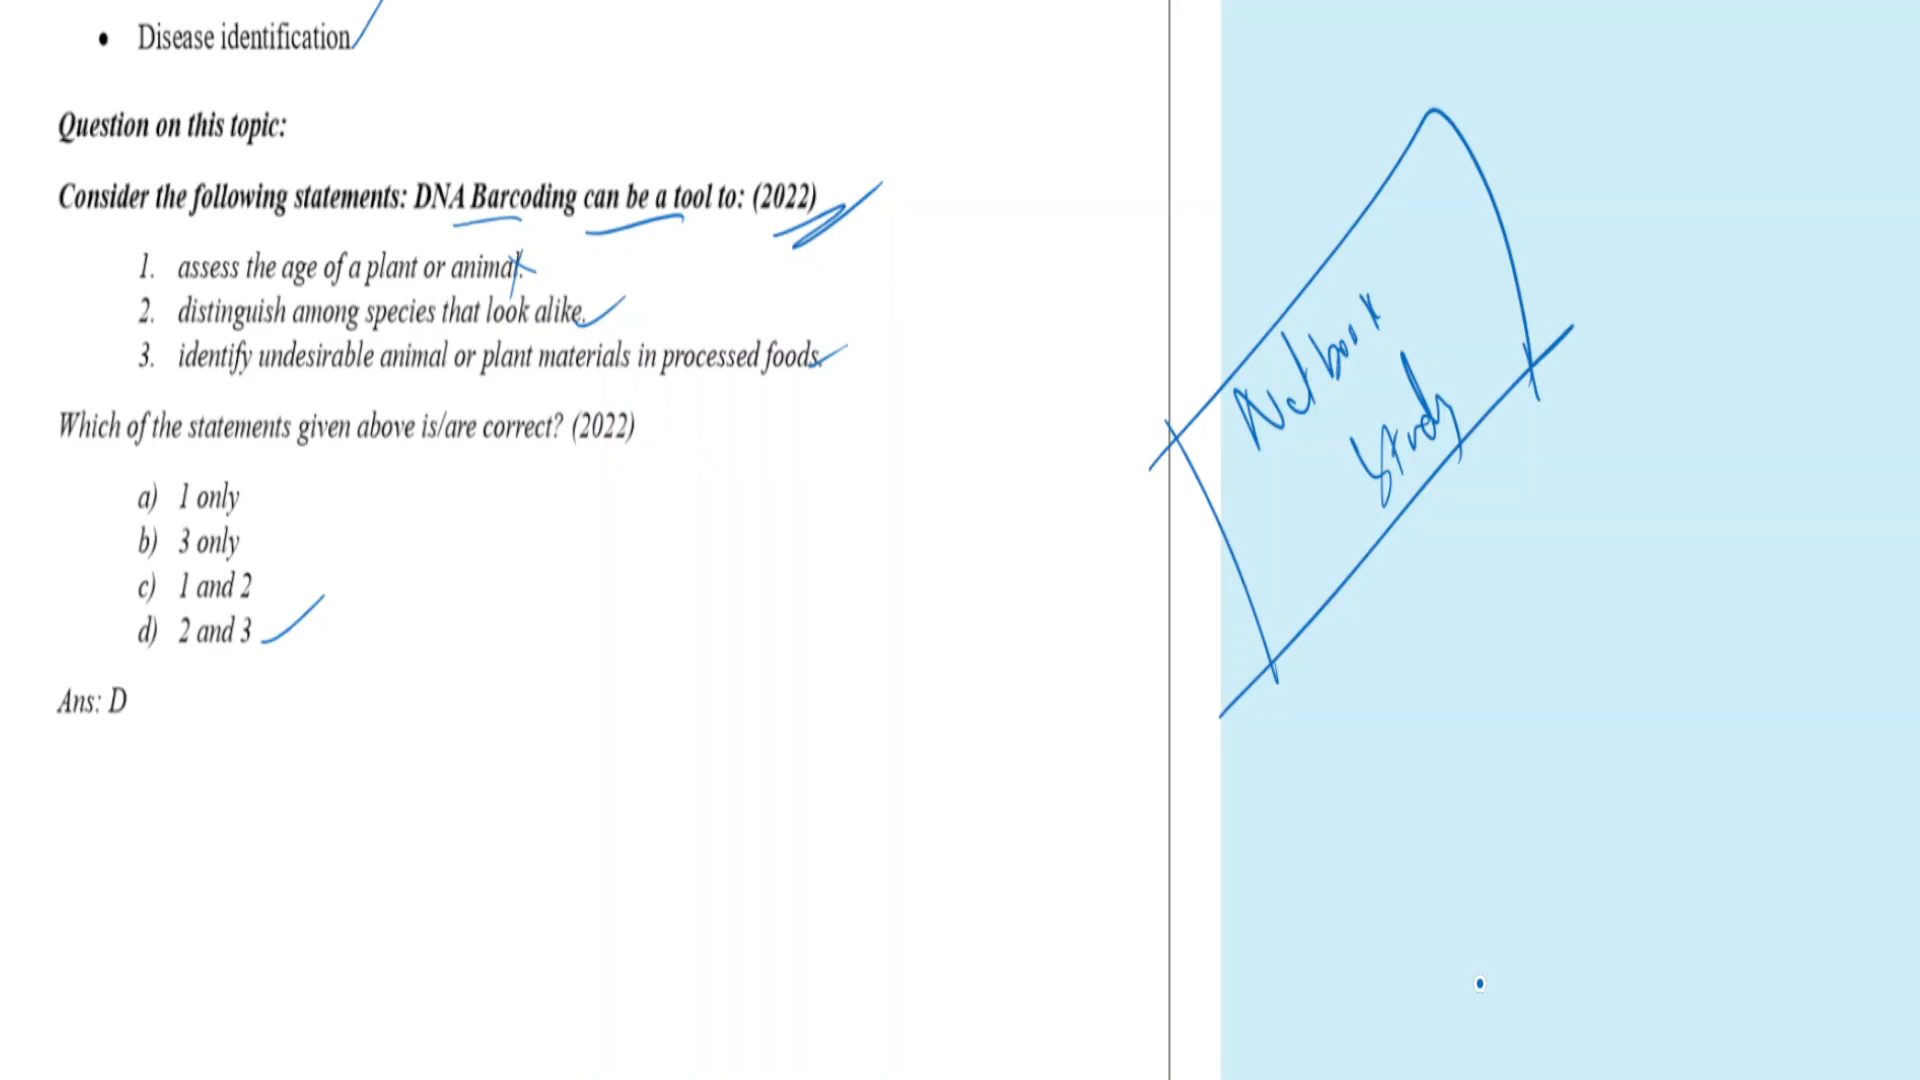 • Disease identification
Question on this topic:
Consider the following statements: DNA Barcoding can be a tool to: (2022)
1. assess the age of a plant or animal.
2. distinguish among species that look alike.
3. identify undesirable animal or plant materials in processed foods.
Which of the statements given above is/are correct? (2022)
a) 1 only
b) 3 only
c) 1 and 2
d) 2 and 3
Ans: D
Study